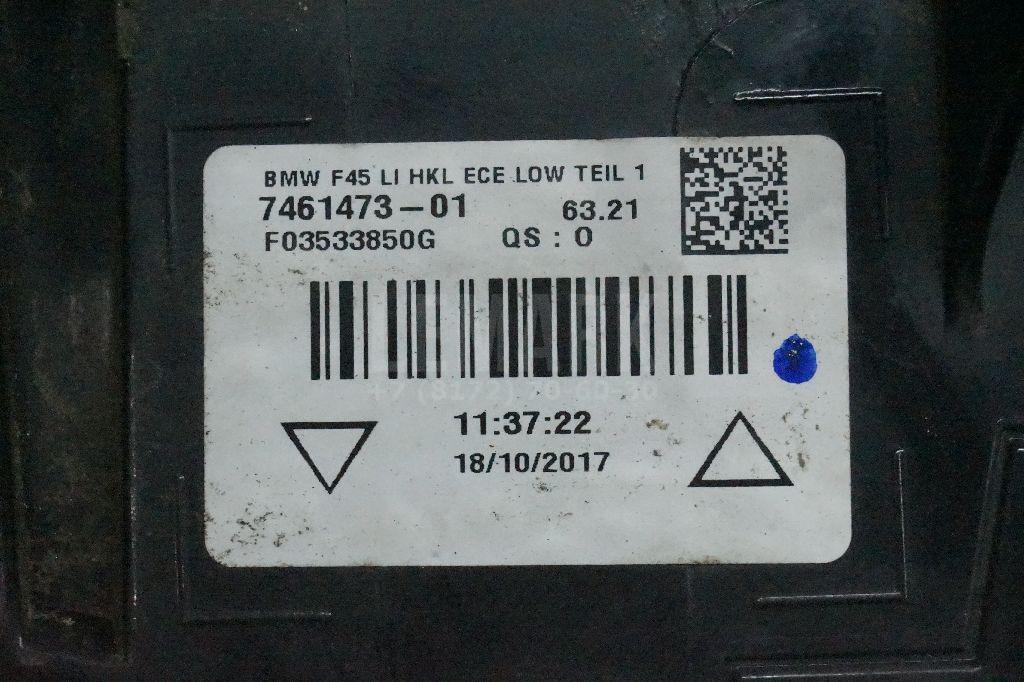 BMW F45 LI HKL ECE LOW TEIL 1
7461473-01 63.21
F03533850G QS : O
11:37:22
18/10/2017